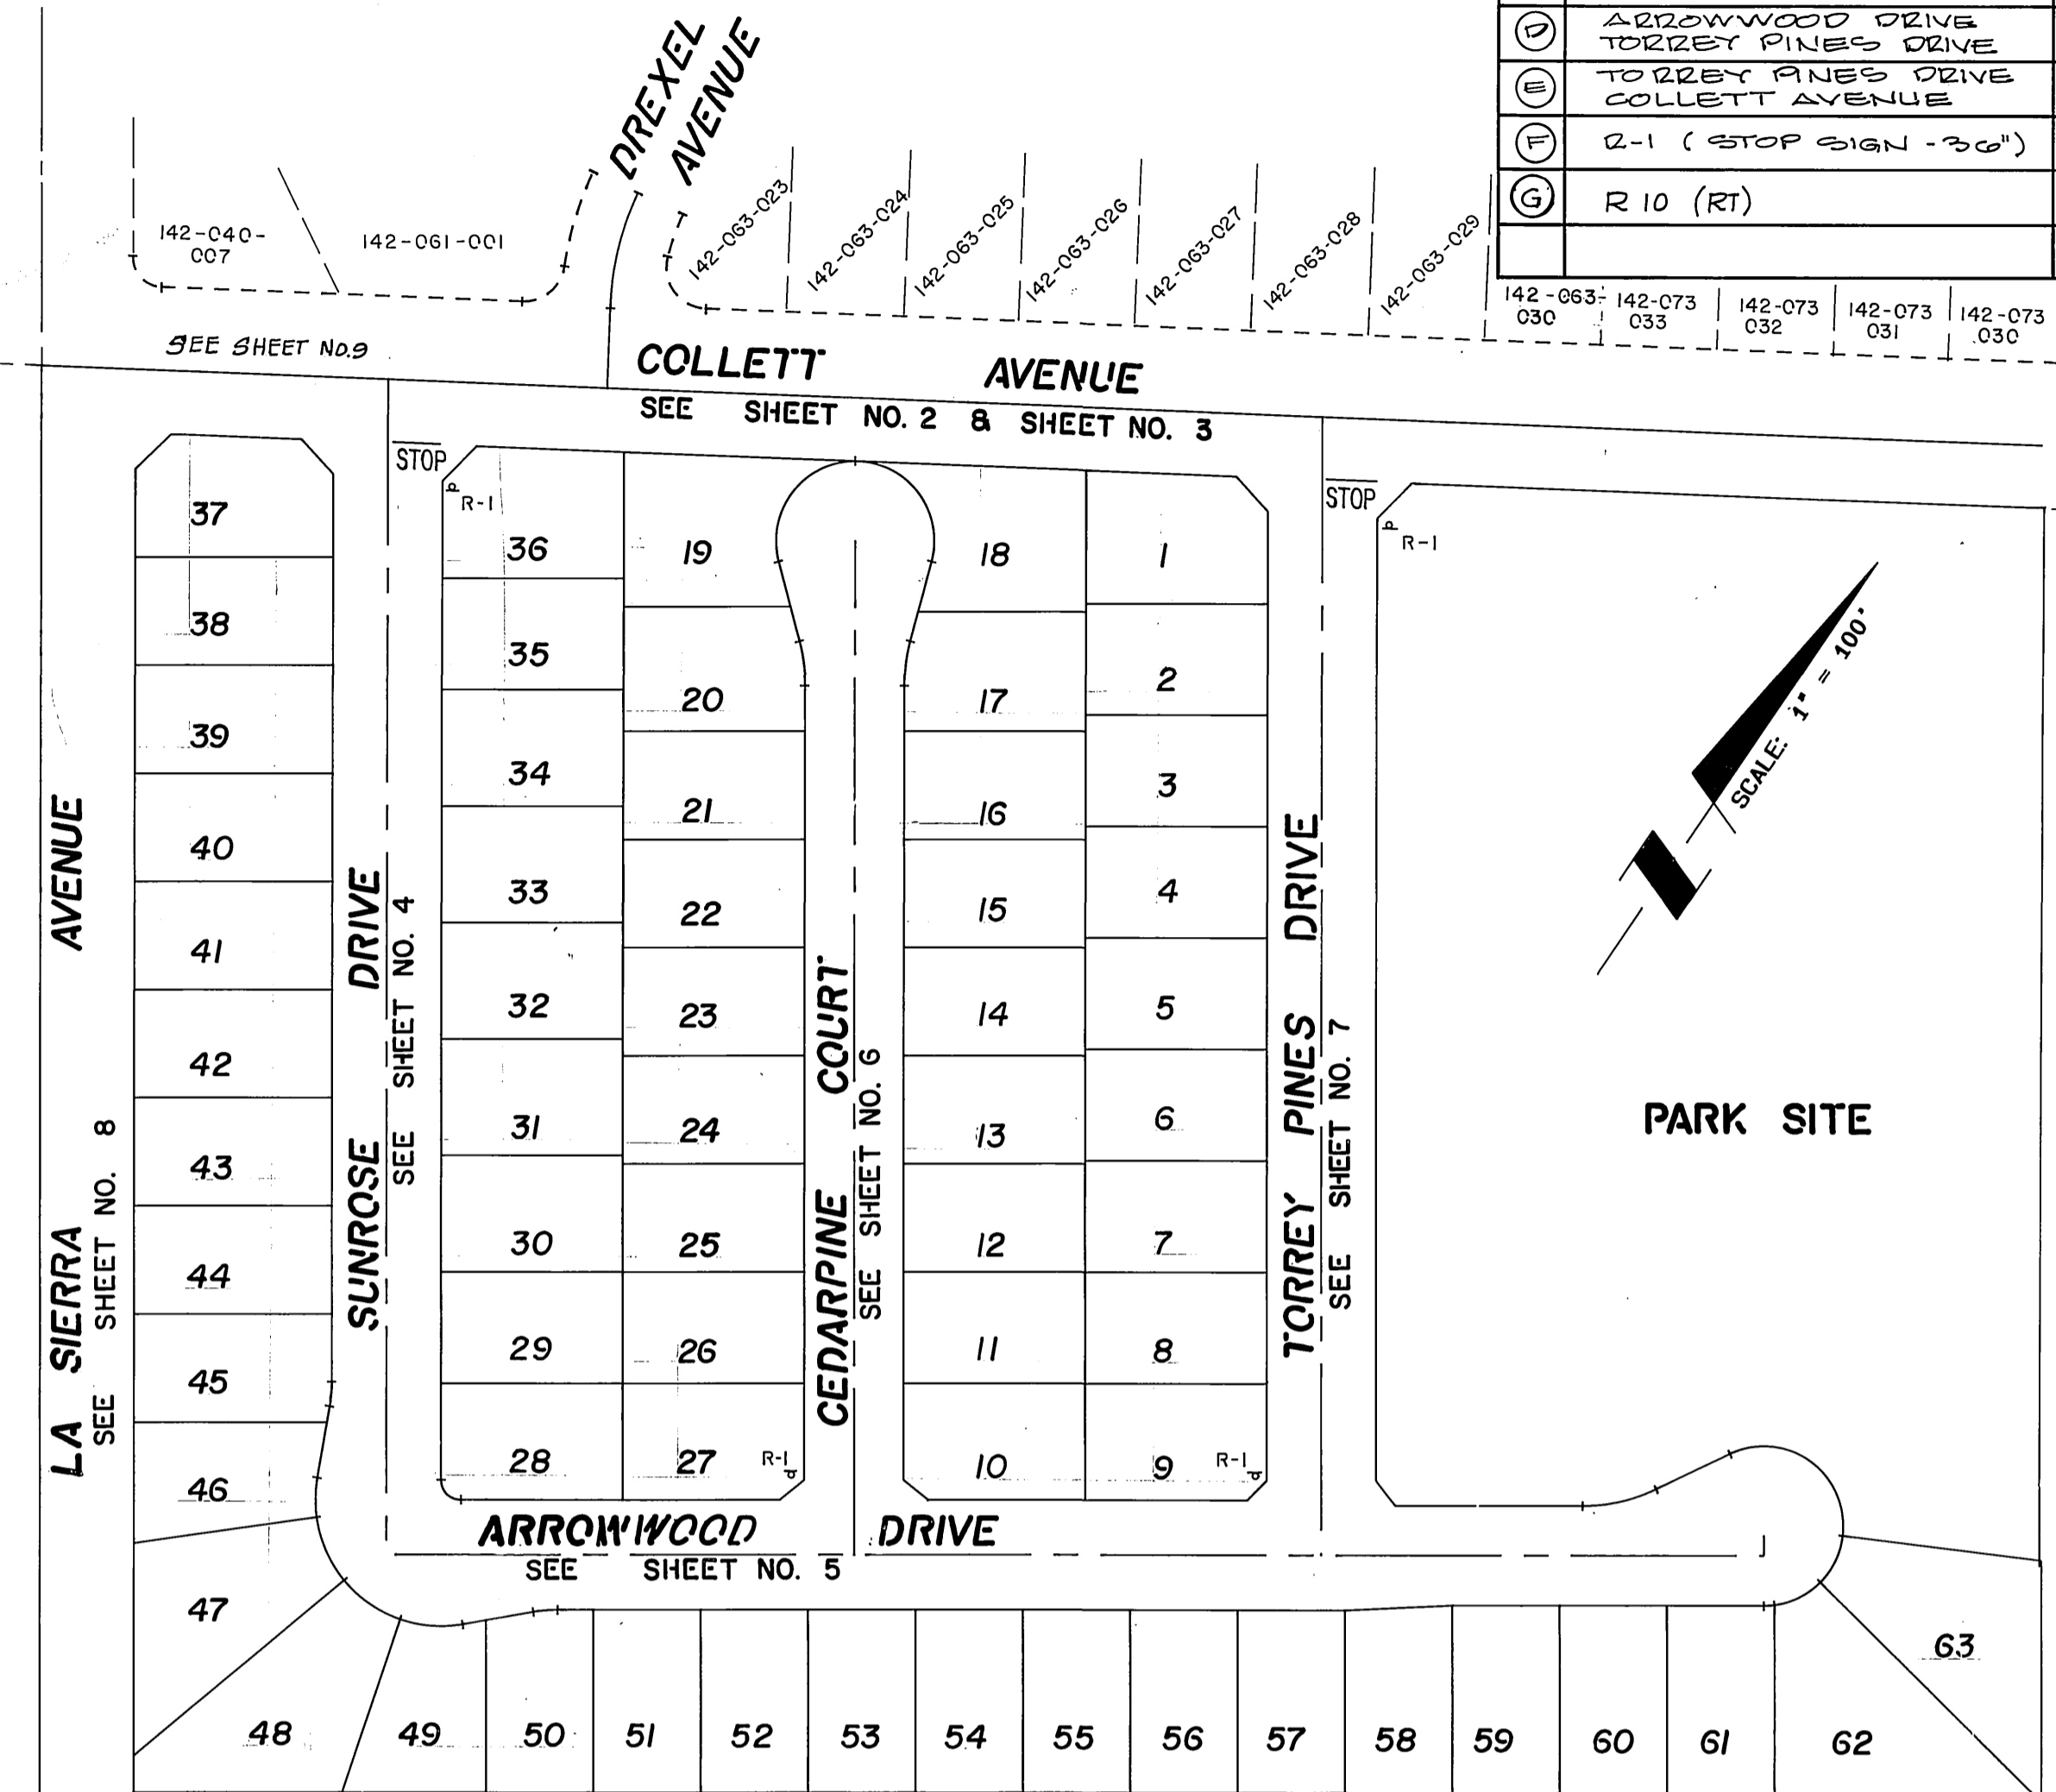 DREXEL
AVENUE
D
ARROWWOOD DRIVE
TORREY PINES DRIVE
E
TORREY PINES DRIVE
COLLETT AVENUE
F
R-1 ( STOP SIGN - 36")
G
R 10 (RT)
142-040-
007
142-061-001
142-063-023
142-063-024
142-063-025
142-063-026
142-063-027
142-063-028
142-063-029
142-063-
030
142-073
033
142-073
032
142-073
031
142-073
030
SEE SHEET NO.9
COLLETT AVENUE
SEE SHEET NO. 2 & SHEET NO. 3
STOP
R-1
STOP
R-1
37
38
39
40
41
42
43
44
45
46
47
48
36
35
34
33
32
31
30
29
28
19
20
21
22
23
24
25
26
27
R-1
18
17
16
15
14
13
12
11
10
1
2
3
4
5
6
7
8
9
R-1
LA SIERRA AVENUE
SEE SHEET NO. 8
SUNROSE DRIVE
SEE SHEET NO. 4
CEDARPINE COURT
SEE SHEET NO. 6
TORREY PINES DRIVE
SEE SHEET NO. 7
SCALE: 1" = 100'
PARK SITE
ARROWWOOD DRIVE
SEE SHEET NO. 5
49
50
51
52
53
54
55
56
57
58
59
60
61
62
63